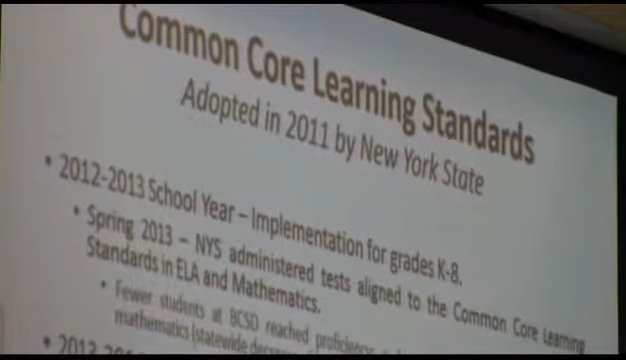 Common Core Learning Standards
Adopted in 2011 by New York State
• 2012-2013 School Year – Implementation for grades K-8.
• Spring 2013 – NYS administered tests aligned to the Common Core Learning
Standards in ELA and Mathematics.
• Fewer students at BCSD reached proficiency
mathematics (statewide
• 2013